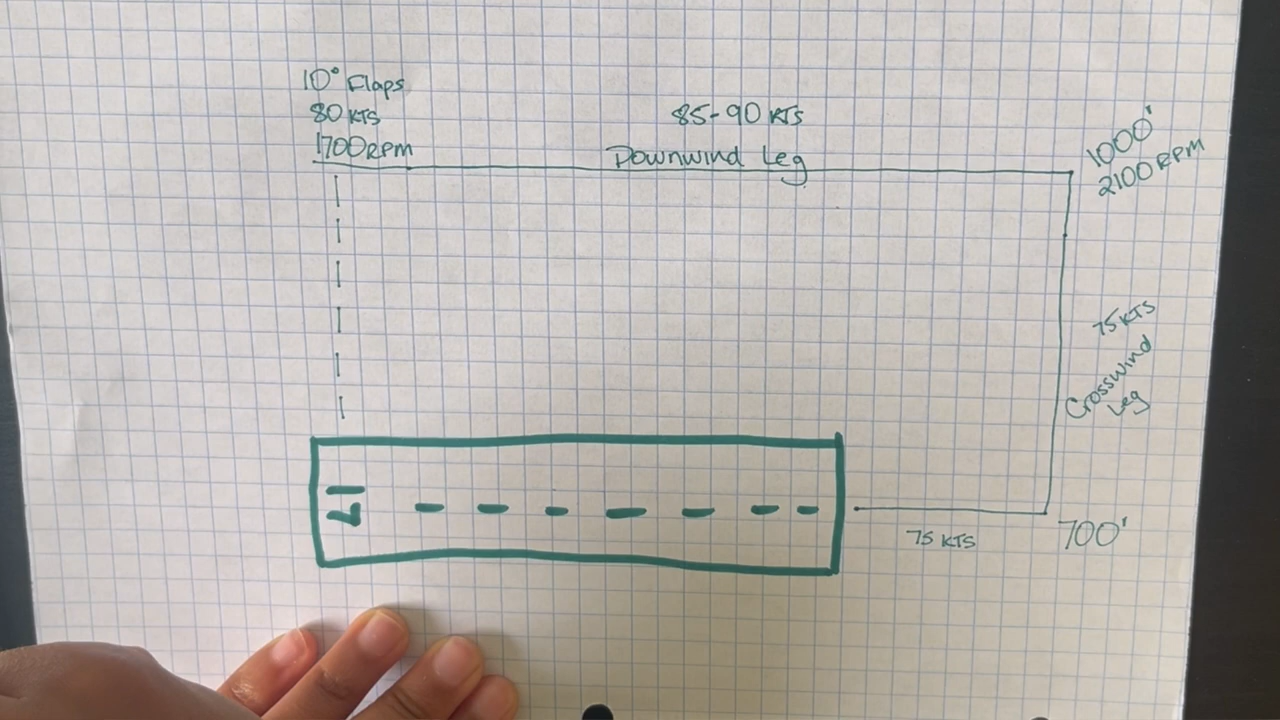 10° Flaps
80 KTS
1700 RPM
85-90 KTS
Downwind Leg
1000'
2100 RPM
75 KTS
Crosswind
Leg
17
75 KTS
700'